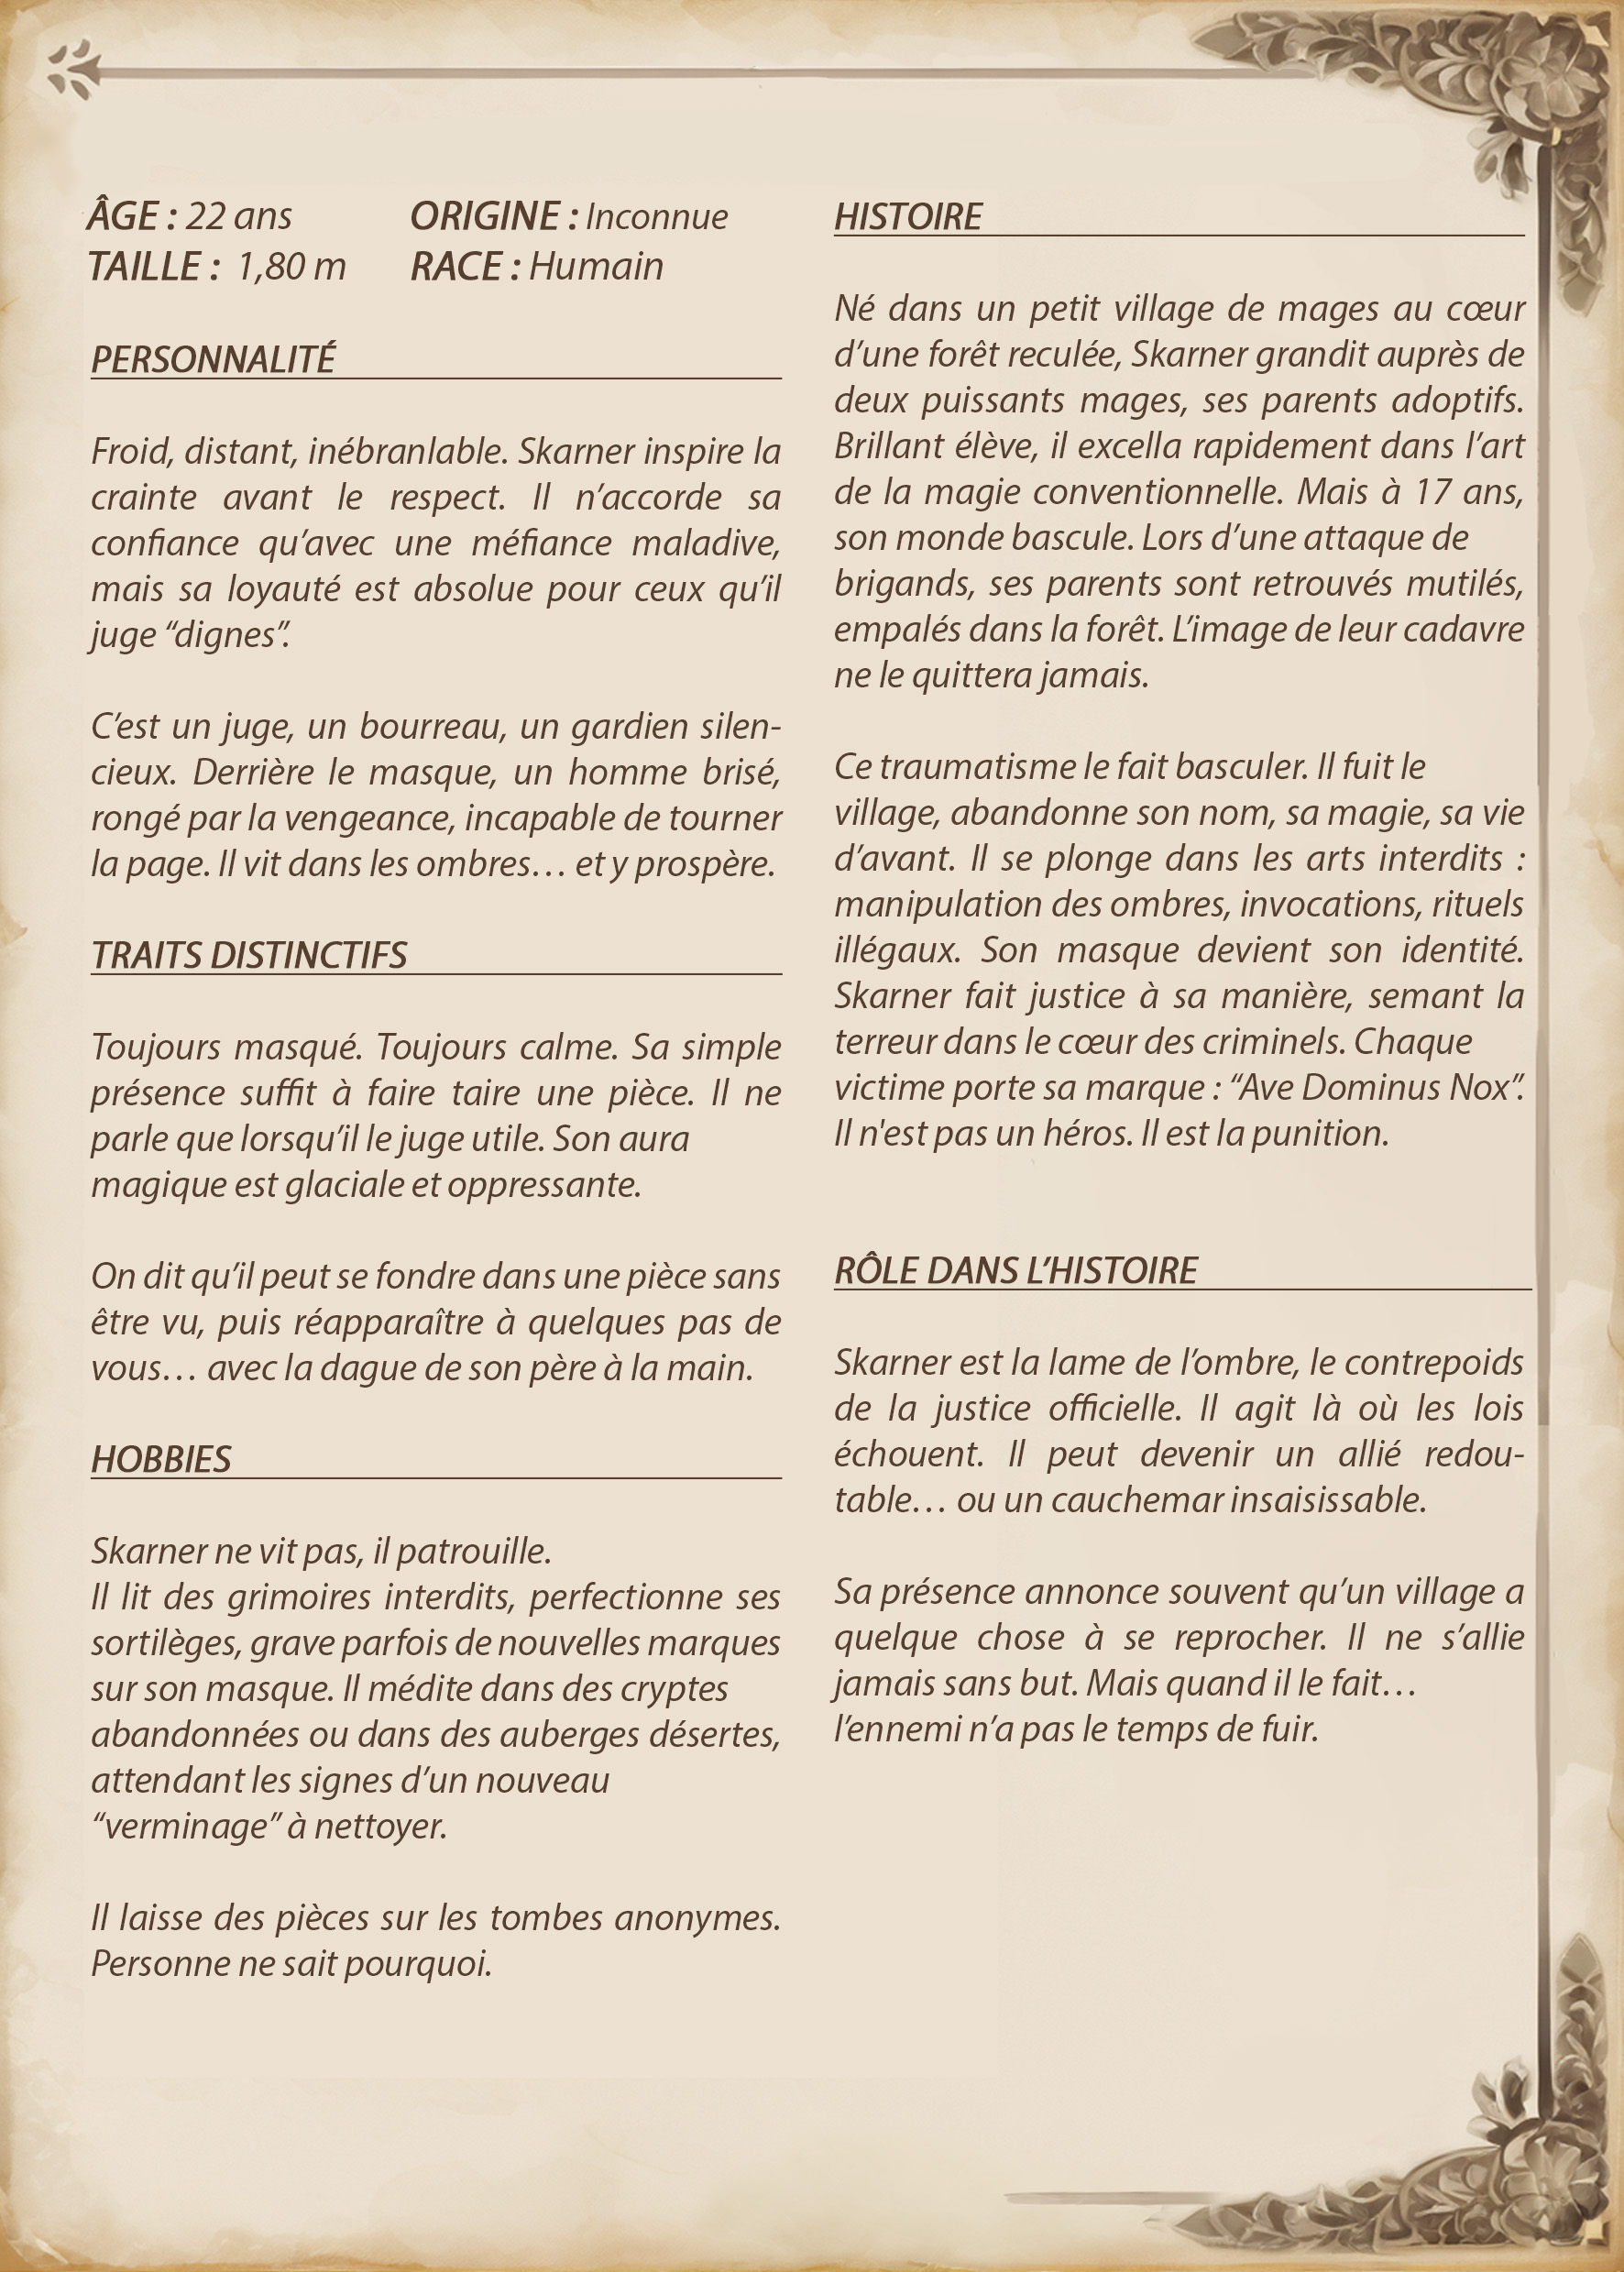 ÂGE : 22 ans
ORIGINE : Inconnue
TAILLE : 1,80 m
RACE : Humain
PERSONNALITÉ
Froid, distant, inébranlable. Skarner inspire la
crainte avant le respect. Il n’accorde sa
confiance qu’avec une méfiance maladive,
mais sa loyauté est absolue pour ceux qu’il
juge “dignes”.
C’est un juge, un bourreau, un gardien silen-
cieux. Derrière le masque, un homme brisé,
rongé par la vengeance, incapable de tourner
la page. Il vit dans les ombres… et y prospère.
TRAITS DISTINCTIFS
Toujours masqué. Toujours calme. Sa simple
présence suffit à faire taire une pièce. Il ne
parle que lorsqu’il le juge utile. Son aura
magique est glaciale et oppressante.
On dit qu’il peut se fondre dans une pièce sans
être vu, puis réapparaître à quelques pas de
vous… avec la dague de son père à la main.
HOBBIES
Skarner ne vit pas, il patrouille.
Il lit des grimoires interdits, perfectionne ses
sortilèges, grave parfois de nouvelles marques
sur son masque. Il médite dans des cryptes
abandonnées ou dans des auberges désertes,
attendant les signes d’un nouveau
“verminage” à nettoyer.
Il laisse des pièces sur les tombes anonymes.
Personne ne sait pourquoi.
HISTOIRE
Né dans un petit village de mages au cœur
d’une forêt reculée, Skarner grandit auprès de
deux puissants mages, ses parents adoptifs.
Brillant élève, il excella rapidement dans l’art
de la magie conventionnelle. Mais à 17 ans,
son monde bascule. Lors d’une attaque de
brigands, ses parents sont retrouvés mutilés,
empalés dans la forêt. L’image de leur cadavre
ne le quittera jamais.
Ce traumatisme le fait basculer. Il fuit le
village, abandonne son nom, sa magie, sa vie
d’avant. Il se plonge dans les arts interdits :
manipulation des ombres, invocations, rituels
illégaux. Son masque devient son identité.
Skarner fait justice à sa manière, semant la
terreur dans le cœur des criminels. Chaque
victime porte sa marque : “Ave Dominus Nox”.
Il n'est pas un héros. Il est la punition.
RÔLE DANS L’HISTOIRE
Skarner est la lame de l’ombre, le contrepoids
de la justice officielle. Il agit là où les lois
échouent. Il peut devenir un allié redou-
table… ou un cauchemar insaisissable.
Sa présence annonce souvent qu’un village a
quelque chose à se reprocher. Il ne s’allie
jamais sans but. Mais quand il le fait…
l’ennemi n’a pas le temps de fuir.